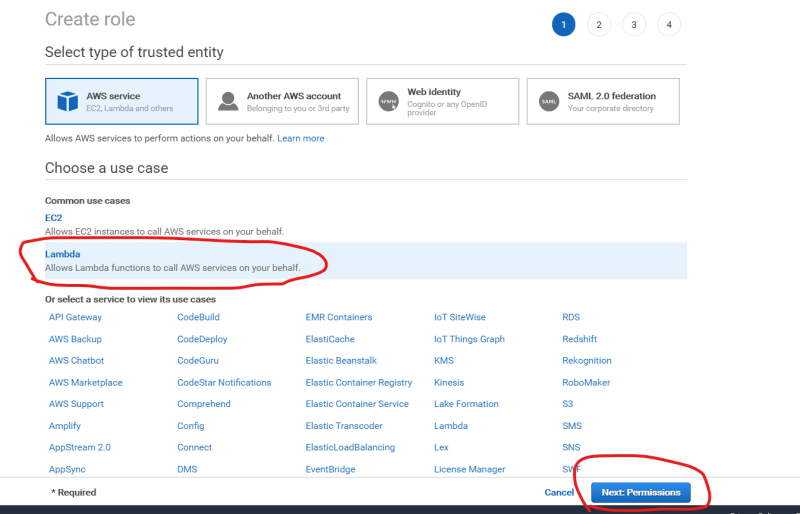 Create role
1 2 3 4
Select type of trusted entity
AWS service
EC2, Lambda and others
Another AWS account
Belonging to you or 3rd party
www
Web identity
Cognito or any OpenID
provider
SAML
SAML 2.0 federation
Your corporate directory
Allows AWS services to perform actions on your behalf. Learn more
Choose a use case
Common use cases
EC2
Allows EC2 instances to call AWS services on your behalf.
Lambda
Allows Lambda functions to call AWS services on your behalf.
Or select a service to view its use cases
API Gateway CodeBuild EMR Containers IoT SiteWise RDS
AWS Backup CodeDeploy ElastiCache IoT Things Graph Redshift
AWS Chatbot CodeGuru Elastic Beanstalk KMS Rekognition
AWS Marketplace CodeStar Notifications Elastic Container Registry Kinesis RoboMaker
AWS Support Comprehend Elastic Container Service Lake Formation S3
Amplify Config Elastic Transcoder Lambda SMS
AppStream 2.0 Connect ElasticLoadBalancing Lex SNS
AppSync DMS EventBridge License Manager SWF
* Required Cancel Next: Permissions